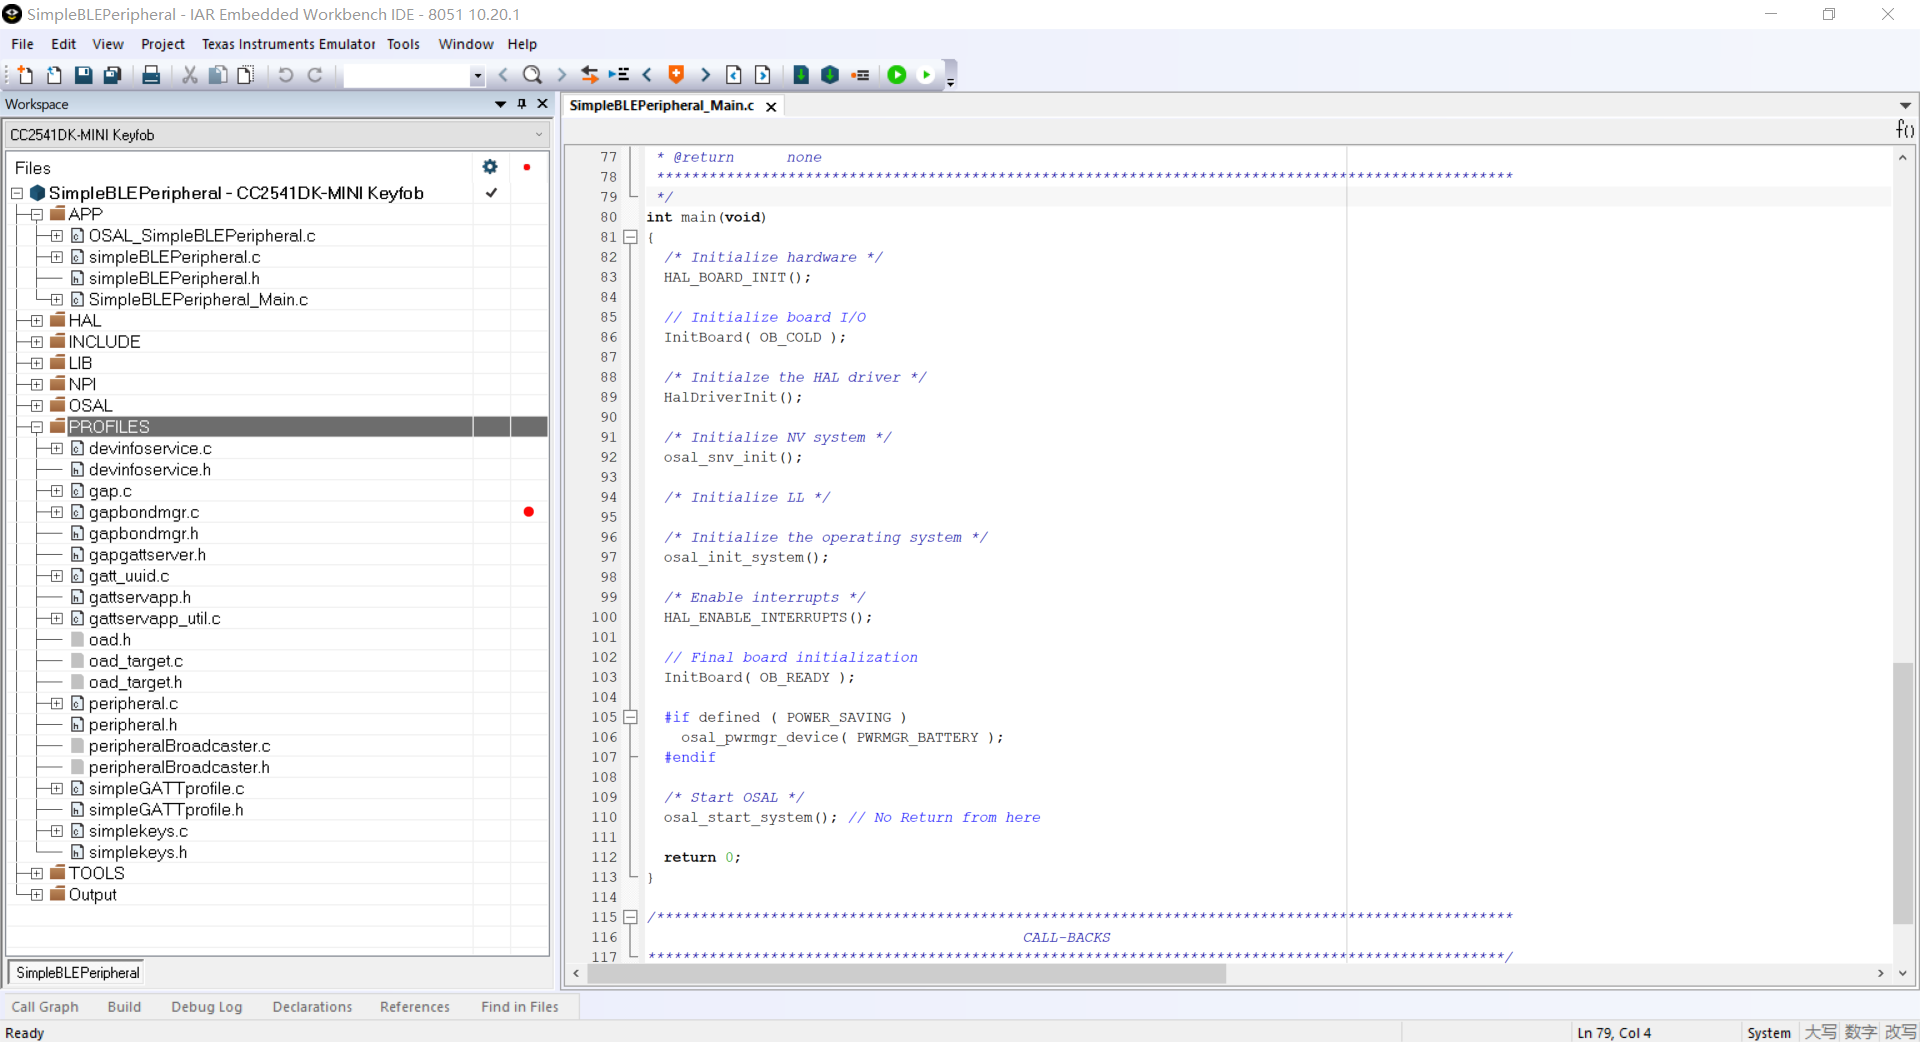 SimpleBLEPeripheral - IAR Embedded Workbench IDE - 8051 10.20.1
File Edit View Project Texas Instruments Emulator Tools Window Help
Workspace
CC2541DK-MINI Keyfob
Files
SimpleBLEPeripheral - CC2541DK-MINI Keyfob
APP
OSAL_SimpleBLEPeripheral.c
simpleBLEPeripheral.c
simpleBLEPeripheral.h
SimpleBLEPeripheral_Main.c
HAL
INCLUDE
LIB
NPI
OSAL
PROFILES
devinfoservice.c
devinfoservice.h
gap.c
gapbondmgr.c
gapbondmgr.h
gapgattserver.h
gatt_uuid.c
gattservapp.h
gattservapp_util.c
oad.h
oad_target.c
oad_target.h
peripheral.c
peripheral.h
peripheralBroadcaster.c
peripheralBroadcaster.h
simpleGATTprofile.c
simpleGATTprofile.h
simplekeys.c
simplekeys.h
TOOLS
Output
SimpleBLEPeripheral
SimpleBLEPeripheral_Main.c
f()
77 * @return none
78 ***************************************************************************************************
79 */
80 int main(void)
81 {
82 /* Initialize hardware */
83 HAL_BOARD_INIT();
84
85 // Initialize board I/O
86 InitBoard( OB_COLD );
87
88 /* Initialze the HAL driver */
89 HalDriverInit();
90
91 /* Initialize NV system */
92 osal_snv_init();
93
94 /* Initialize LL */
95
96 /* Initialize the operating system */
97 osal_init_system();
98
99 /* Enable interrupts */
100 HAL_ENABLE_INTERRUPTS();
101
102 // Final board initialization
103 InitBoard( OB_READY );
104
105 #if defined ( POWER_SAVING )
106 osal_pwrmgr_device( PWRMGR_BATTERY );
107 #endif
108
109 /* Start OSAL */
110 osal_start_system(); // No Return from here
111
112 return 0;
113 }
114
115 /***************************************************************************************************
116 CALL-BACKS
117 ***************************************************************************************************/
Call Graph Build Debug Log Declarations References Find in Files
Ready
Ln 79, Col 4
System
大写 数字 改写